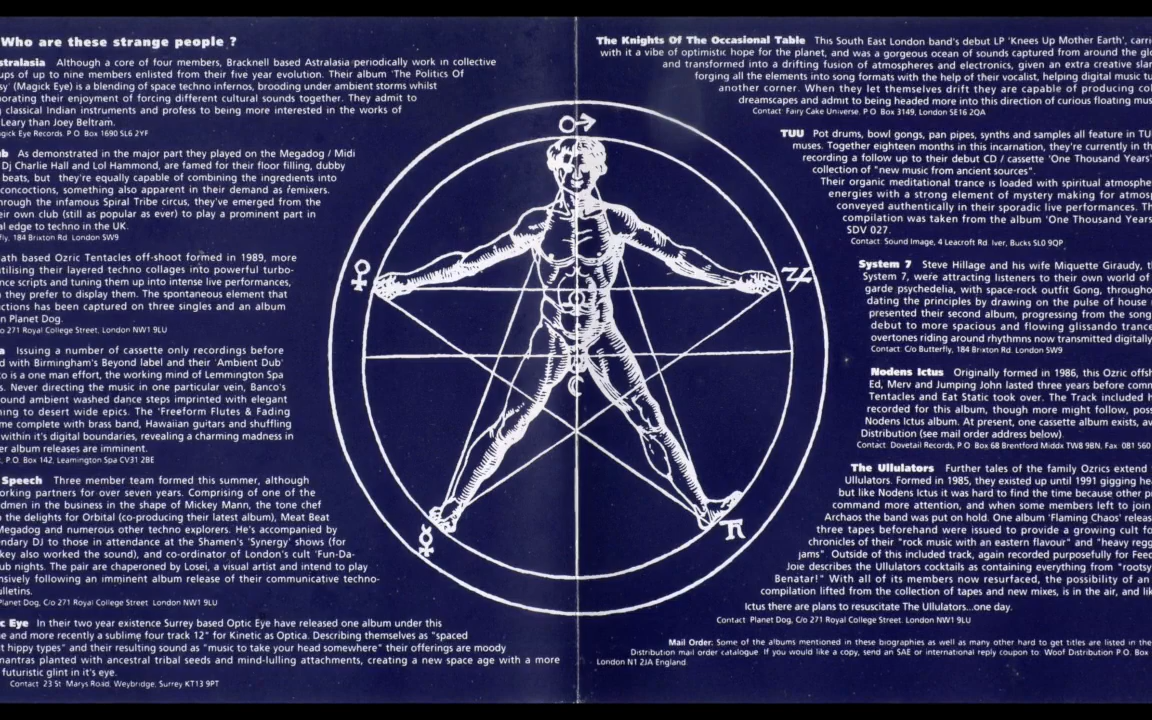 Who are these strange people ?
stralasia Although a core of four members, Bracknell based Astralasia periodically work in collective
ups of up to nine members enlisted from their five year evolution. Their album 'The Politics Of
sy' (Magick Eye) is a blending of space techno infernos, brooding under ambient storms whilst
porating their enjoyment of forcing different cultural sounds together. They admit to
g classical Indian instruments and profess to being more interested in the works of
Leary than Joey Beltram.
gick Eye Records. P.O. Box 1690 SL6 2YF
ub As demonstrated in the major part they played on the Megadog / Midi
Dj Charlie Hall and Lol Hammond, are famed for their floor filling, dubby
beats, but they're equally capable of combining the ingredients into
concoctions, something also apparent in their demand as remixers.
hrough the infamous Spiral Tribe circus, they've emerged from the
eir own club (still as popular as ever) to play a prominent part in
al edge to techno in the UK.
fly, 184 Brixton Rd. London SW9
ath based Ozric Tentacles off-shoot formed in 1989, more
utilising their layered techno collages into powerful turbo-
nce scripts and tuning them up into intense live performances,
n they prefer to display them. The spontaneous element that
ctions has been captured on three singles and an album
n Planet Dog.
o 271 Royal College Street, London NW1 9LU
a Issuing a number of cassette only recordings before
d with Birmingham's Beyond label and their 'Ambient Dub'
o is a one man effort, the working mind of Lemmington Spa
s. Never directing the music in one particular vein, Banco's
ound ambient washed dance steps imprinted with elegant
ning to desert wide epics. The 'Freeform Flutes & Fading
me complete with brass band, Hawaiian guitars and shuffling
within it's digital boundaries, revealing a charming madness in
er album releases are imminent.
, P.O. Box 142, Leamington Spa CV31 2BE
Speech Three member team formed this summer, although
orking partners for over seven years. Comprising of one of the
dmen in the business in the shape of Mickey Mann, the tone chef
o the delights for Orbital (co-producing their latest album), Meat Beat
Megadog and numerous other techno explorers. He's accompanied by
endary DJ to those in attendance at the Shamen's 'Synergy' shows (for
key also worked the sound), and co-ordinator of London's cult 'Fun-Da-
ub nights. The pair are chaperoned by Losei, a visual artist and intend to play
nsively following an imminent album release of their communicative techno-
ulletins.
Planet Dog, C/o 271 Royal College Street London NW1 9LU
c Eye In their two year existence Surrey based Optic Eye have released one album under this
e and more recently a sublime four track 12" for Kinetic as Optica. Describing themselves as "spaced
t hippy types" and their resulting sound as "music to take your head somewhere" their offerings are moody
mantras planted with ancestral tribal seeds and mind-lulling attachments, creating a new space age with a more
futuristic glint in it's eye.
Contact 23 St Marys Road, Weybridge, Surrey KT13 9PT
The Knights Of The Occasional Table This South East London band's debut LP 'Knees Up Mother Earth', carri
with it a vibe of optimistic hope for the planet, and was a gorgeous ocean of sounds captured from around the glo
and transformed into a drifting fusion of atmospheres and electronics, given an extra creative slan
forging all the elements into song formats with the help of their vocalist, helping digital music tu
another corner. When they let themselves drift they are capable of producing col
dreamscapes and admit to being headed more into this direction of curious floating mus
Contact Fairy Cake Universe. P.O Box 3149, London SE16 2QA
TUU Pot drums, bowl gongs, pan pipes, synths and samples all feature in TU
muses. Together eighteen months in this incarnation, they're currently in th
recording a follow up to their debut CD / cassette 'One Thousand Years'
collection of "new music from ancient sources".
Their organic meditational trance is loaded with spiritual atmosphe
energies with a strong element of mystery making for atmosp
conveyed authentically in their sporadic live performances. Th
compilation was taken from the album 'One Thousand Years
SDV 027.
Contact Sound Image, 4 Leacroft Rd. Iver, Bucks SL0 9QP
System 7 Steve Hillage and his wife Miquette Giraudy, th
System 7, were attracting listeners to their own world of
garde psychedelia, with space-rock outfit Gong, througho
dating the principles by drawing on the pulse of house
presented their second album, progressing from the song
debut to more spacious and flowing glissando trance
overtones riding around rhythmns now transmitted digitally
Contact: C/o Butterfly, 184 Brixton Rd. London SW9
Nodens Ictus Originally formed in 1986, this Ozric offsh
Ed, Merv and Jumping John lasted three years before comm
Tentacles and Eat Static took over. The Track included h
recorded for this album, though more might follow, poss
Nodens Ictus album. At present, one cassette album exists, av
Distribution (see mail order address below).
Contact Dovetail Records, P O Box 68 Brentford Middx TW8 9BN, Fax 081 560
The Ullulators Further tales of the family Ozrics extend
Ullulators. Formed in 1985, they existed up until 1991 gigging hea
but like Nodens Ictus it was hard to find the time because other p
command more attention, and when some members left to join
Archaos the band was put on hold. One album 'Flaming Chaos' releas
three tapes beforehand were issued to provide a growing cult fo
chronicles of their "rock music with an eastern flavour" and "heavy regg
jams". Outside of this included track, again recorded purposefully for Feed
Joie describes the Ullulators cocktails as containing everything from "rootsy
Benatar!" With all of its members now resurfaced, the possibility of an
compilation lifted from the collection of tapes and new mixes, is in the air, and lik
Ictus there are plans to resuscitate The Ullulators...one day.
Contact Planet Dog, C/o 271 Royal College Street. London NW1 9LU
Mail Order: Some of the albums mentioned in these biographies as well as many other hard to get titles are listed in the
Distribution mail order catalogue. If you would like a copy, send an SAE or international reply coupon to: Woof Distribution P.O. Box
London N1 2JA England.